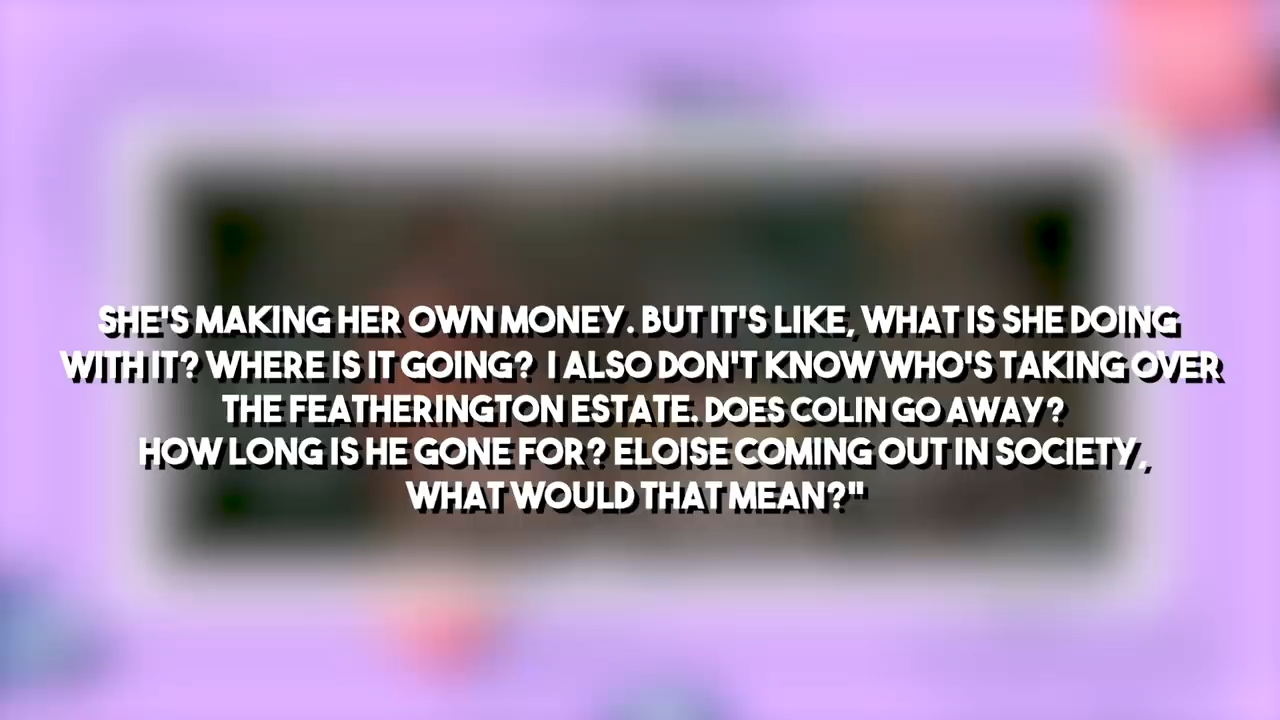 SHE'S MAKING HER OWN MONEY. BUT IT'S LIKE, WHAT IS SHE DOING
WITH IT? WHERE IS IT GOING? I ALSO DON'T KNOW WHO'S TAKING OVER
THE FEATHERINGTON ESTATE. DOES COLIN GO AWAY?
HOW LONG IS HE GONE FOR? ELOISE COMING OUT IN SOCIETY,
WHAT WOULD THAT MEAN?"